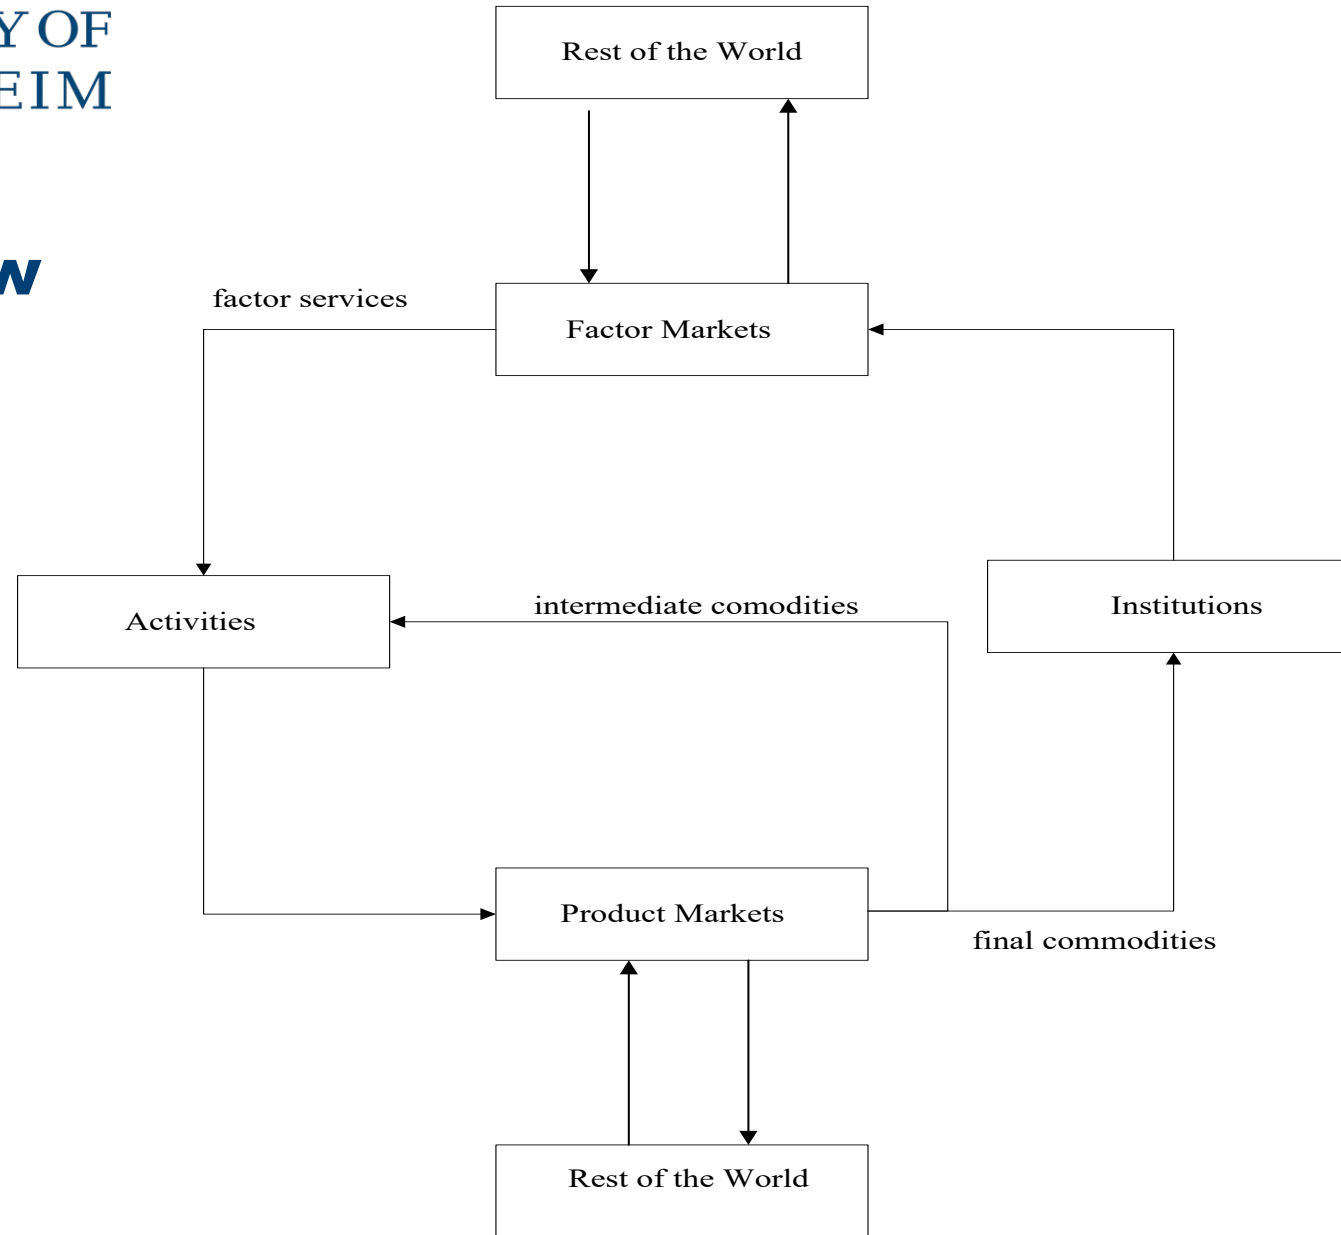 Y OF
EIM
Rest of the World
w
factor services
Factor Markets
intermediate comodities
Activities
Institutions
Product Markets
final commodities
Rest of the World